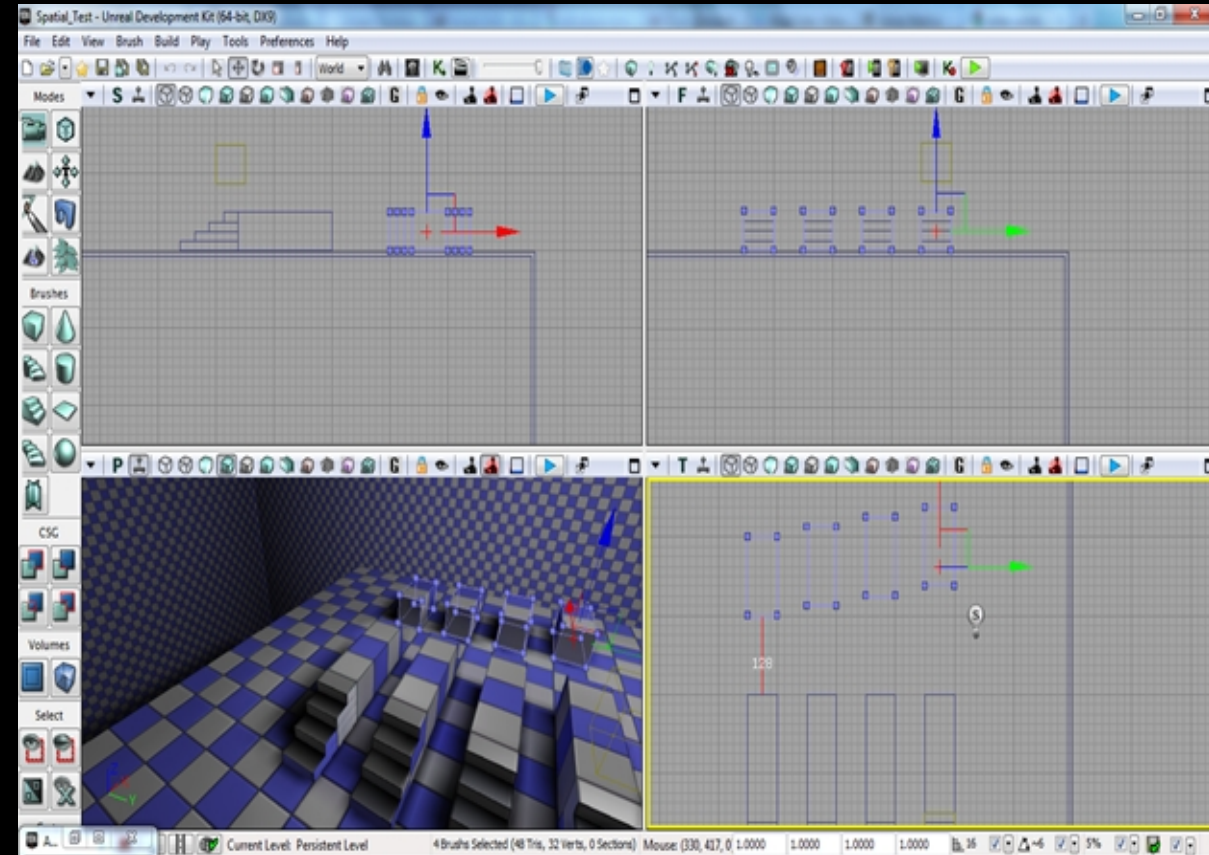 Spatial_Test - Unreal Development Kit (64-bit, DX9)
File Edit View Brush Build Play Tools Preferences Help
World
Modes
S G
F G
Brushes
P G
T G
CSG
Volumes
Select
128
S
Z
X
Y
A...
Current Level: Persistent Level
4 Brushs Selected (48 Tris, 32 Verts, 0 Sections)
Mouse: (330, 417, 0
1.0000 1.0000 1.0000 1.0000
16
5%